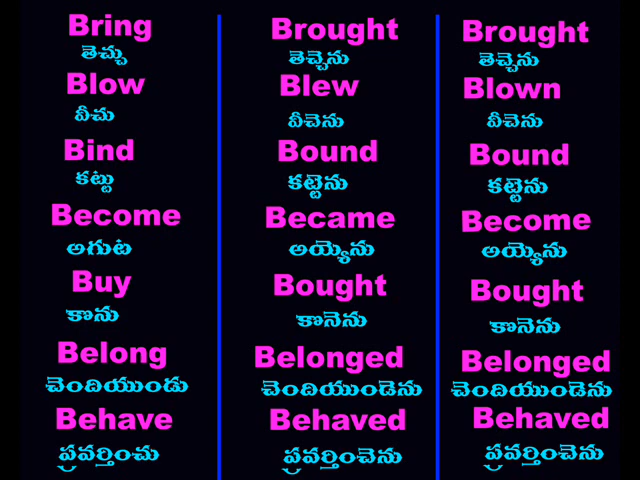 Bring Brought Brought
తెచ్చు తెచ్చెను తెచ్చెను
Blow Blew Blown
వీచు వీచెను వీచెను
Bind Bound Bound
కట్టు కట్టెను కట్టెను
Become Became Become
అగుట అయ్యెను అయ్యెను
Buy Bought Bought
కొను కొనెను కొనెను
Belong Belonged Belonged
చెందియుండు చెందియుండెను చెందియుండెను
Behave Behaved Behaved
ప్రవర్తించు ప్రవర్తించెను ప్రవర్తించెను